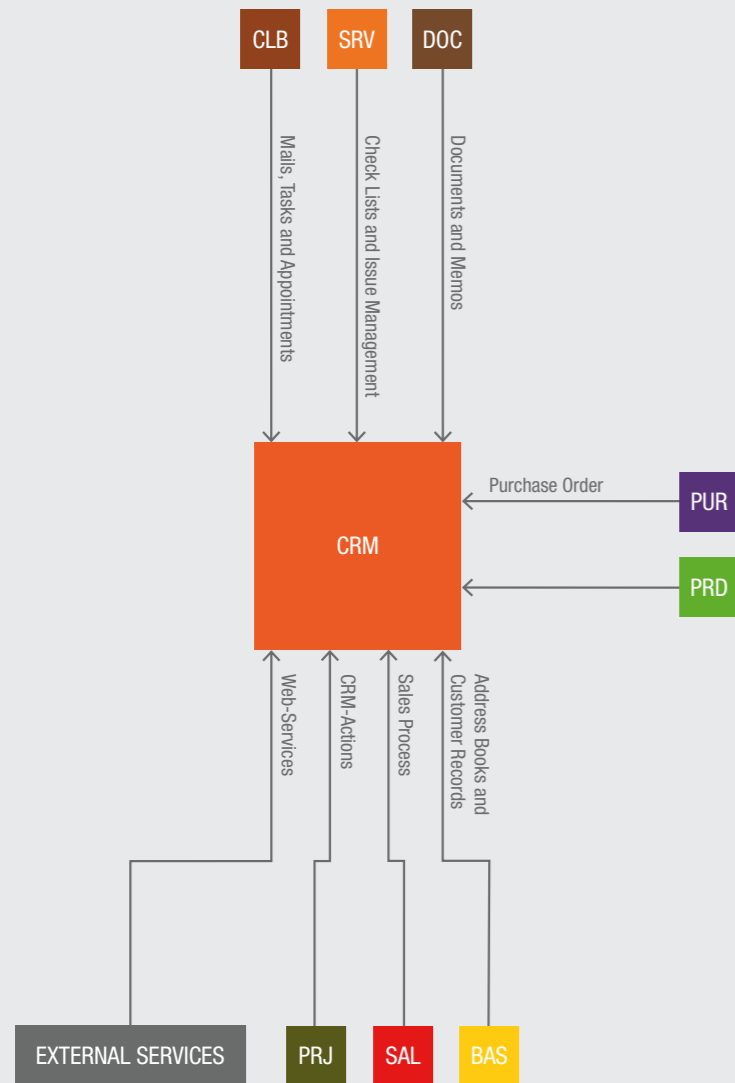 CLB
SRV
DOC
Mails, Tasks and Appointments
Check Lists and Issue Management
Documents and Memos
Purchase Order
PUR
CRM
PRD
Web-Services
CRM-Actions
Sales Process
Address Books and
Customer Records
EXTERNAL SERVICES
PRJ
SAL
BAS